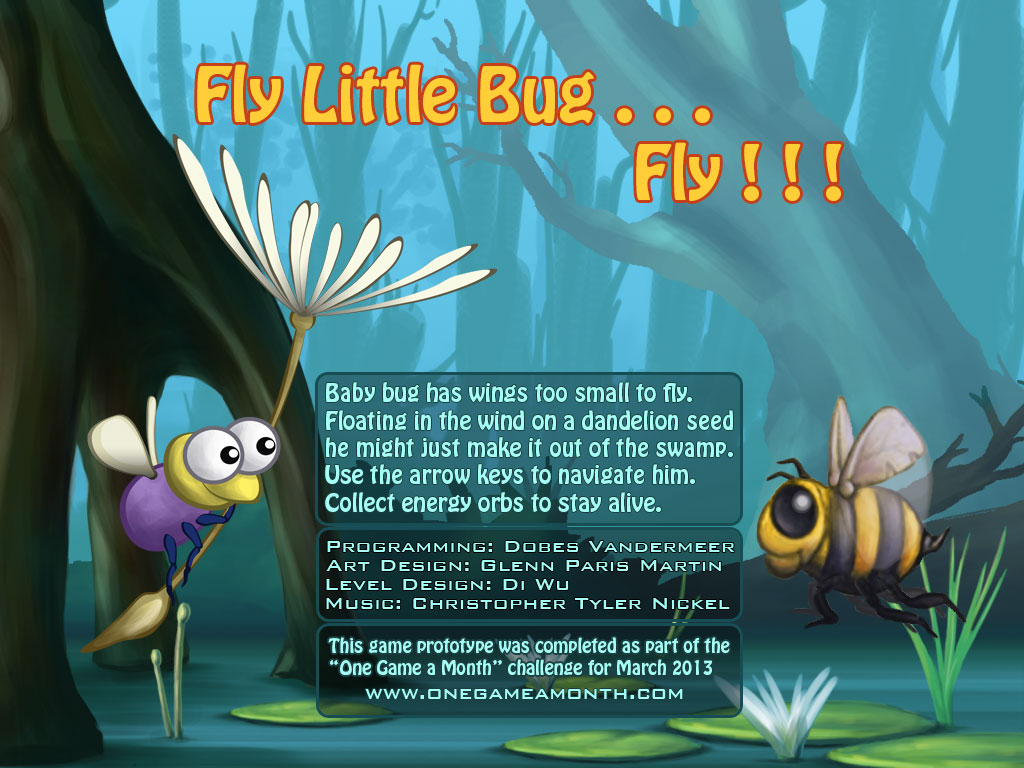 Fly Little Bug . . .
Fly ! ! !
Baby bug has wings too small to fly.
Floating in the wind on a dandelion seed
he might just make it out of the swamp.
Use the arrow keys to navigate him.
Collect energy orbs to stay alive.
Programming: Dobes Vandermeer
Art Design: Glenn Paris Martin
Level Design: Di Wu
Music: Christopher Tyler Nickel
This game prototype was completed as part of the
“One Game a Month” challenge for March 2013
www.onegameamonth.com